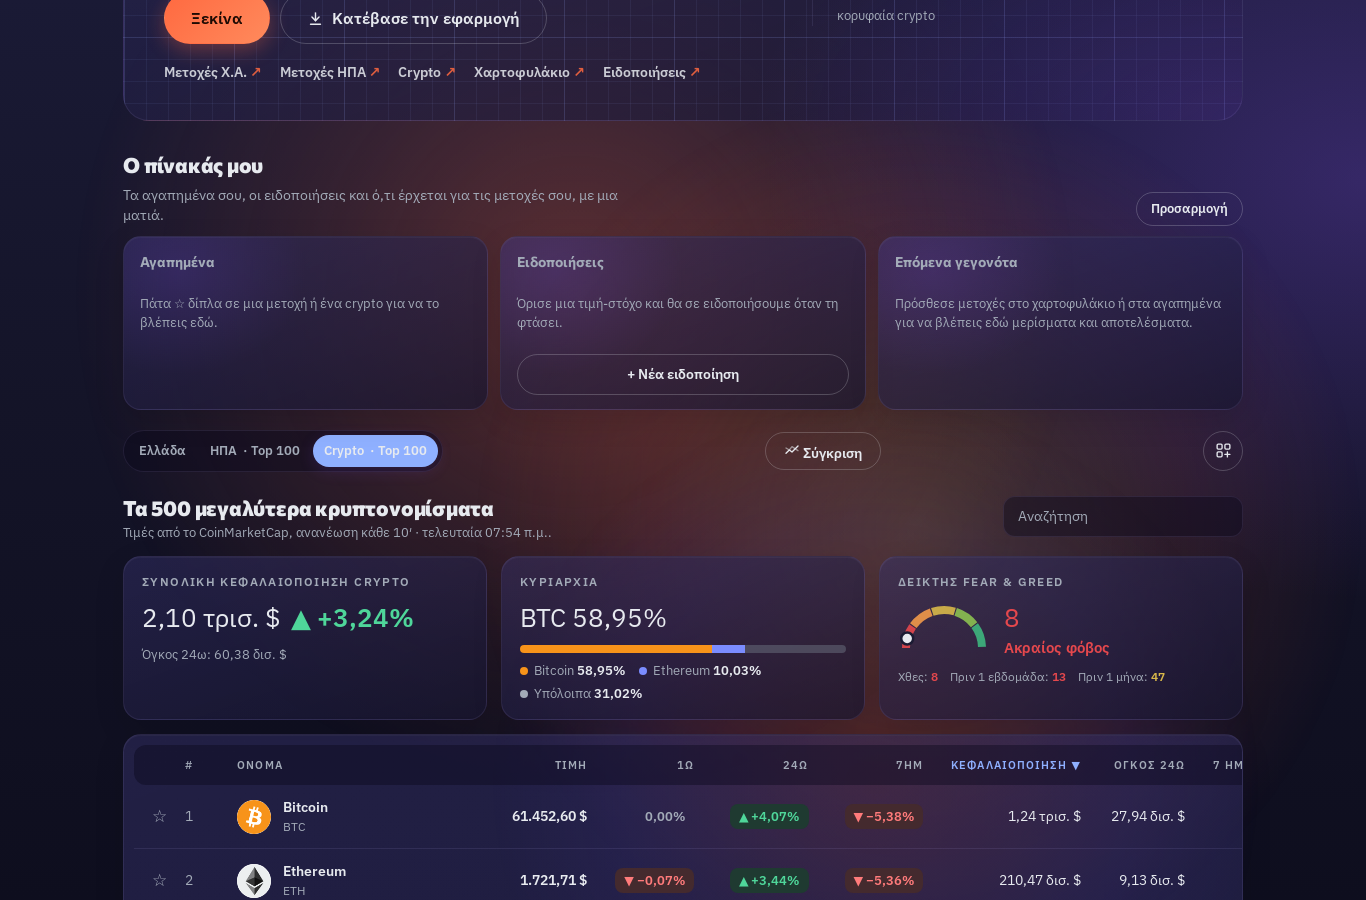 Ξεκίνα
Κατέβασε την εφαρμογή
κορυφαία crypto
Μετοχές Χ.Α. ↗ Μετοχές ΗΠΑ ↗ Crypto ↗ Χαρτοφυλάκιο ↗ Ειδοποιήσεις ↗
Ο πίνακάς μου
Τα αγαπημένα σου, οι ειδοποιήσεις και ό,τι έρχεται για τις μετοχές σου, με μια
ματιά.
Προσαρμογή
Αγαπημένα
Πάτα ☆ δίπλα σε μια μετοχή ή ένα crypto για να το
βλέπεις εδώ.
Ειδοποιήσεις
Όρισε μια τιμή-στόχο και θα σε ειδοποιήσουμε όταν τη
φτάσει.
+ Νέα ειδοποίηση
Επόμενα γεγονότα
Πρόσθεσε μετοχές στο χαρτοφυλάκιο ή στα αγαπημένα
για να βλέπεις εδώ μερίσματα και αποτελέσματα.
Ελλάδα ΗΠΑ · Top 100 Crypto · Top 100
Σύγκριση
Τα 500 μεγαλύτερα κρυπτονομίσματα
Τιμές από το CoinMarketCap, ανανέωση κάθε 10′ · τελευταία 07:54 π.μ..
Αναζήτηση
ΣΥΝΟΛΙΚΗ ΚΕΦΑΛΑΙΟΠΟΙΗΣΗ CRYPTO
2,10 τρισ. $ ▲ +3,24%
Όγκος 24ω: 60,38 δισ. $
ΚΥΡΙΑΡΧΙΑ
BTC 58,95%
Bitcoin 58,95% Ethereum 10,03%
Υπόλοιπα 31,02%
ΔΕΙΚΤΗΣ FEAR & GREED
8
Ακραίος φόβος
Χθες: 8 Πριν 1 εβδομάδα: 13 Πριν 1 μήνα: 47
# ΟΝΟΜΑ ΤΙΜΗ 1Ω 24Ω 7ΗΜ ΚΕΦΑΛΑΙΟΠΟΙΗΣΗ ▼ ΟΓΚΟΣ 24Ω 7 ΗΜ
☆ 1 Bitcoin 61.452,60 $ 0,00% ▲+4,07% ▼−5,38% 1,24 τρισ. $ 27,94 δισ. $
BTC
☆ 2 Ethereum 1.721,71 $ ▼−0,07% ▲+3,44% ▼−5,36% 210,47 δισ. $ 9,13 δισ. $
ETH